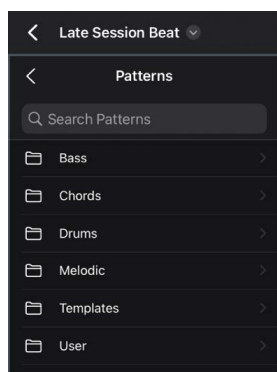 Late Session Beat
Patterns
Search Patterns
Bass
Chords
Drums
Melodic
Templates
User